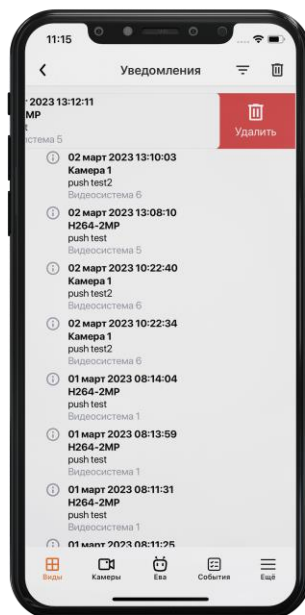 11:15
Уведомления
2023 13:12:11
MP
Удалить
02 март 2023 13:10:03
Камера 1
push test2
Видеосистема 6
02 март 2023 13:08:10
H264-2MP
push test
Видеосистема 5
02 март 2023 10:22:40
Камера 1
push test2
Видеосистема 6
02 март 2023 10:22:34
Камера 1
push test2
Видеосистема 6
01 март 2023 08:14:04
H264-2MP
push test
Видеосистема 1
01 март 2023 08:13:59
H264-2MP
push test
Видеосистема 1
01 март 2023 08:11:31
H264-2MP
push test
Видеосистема 1
01 март 2023 08:11:25
Виды Камеры Ева События Ещё